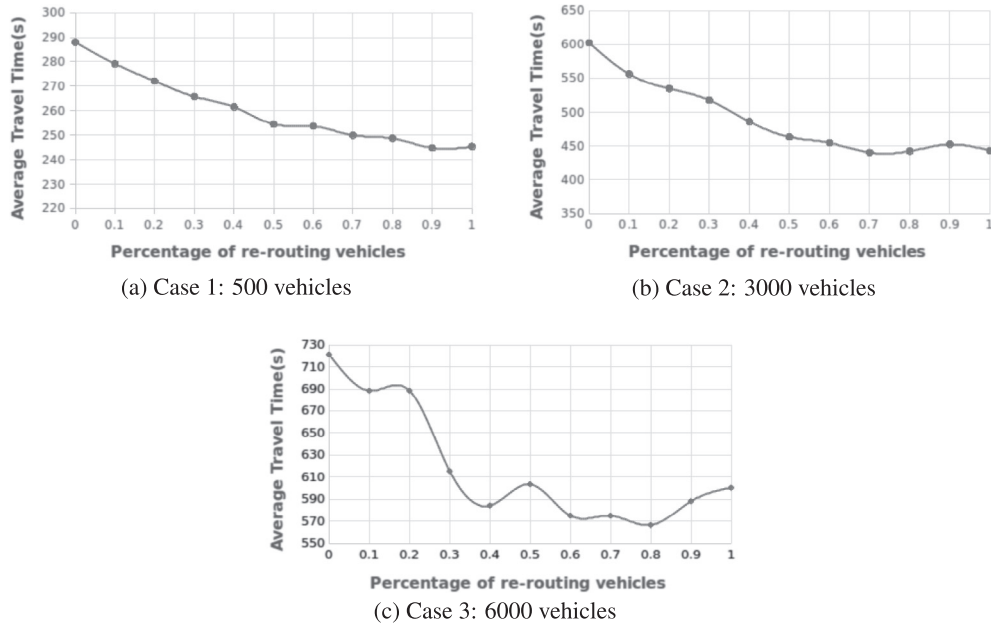 300
290
280
270
260
250
240
230
220
Average Travel Time(s)
0 0.1 0.2 0.3 0.4 0.5 0.6 0.7 0.8 0.9 1
Percentage of re-routing vehicles
(a) Case 1: 500 vehicles
650
600
550
500
450
400
350
Average Travel Time(s)
0 0.1 0.2 0.3 0.4 0.5 0.6 0.7 0.8 0.9 1
Percentage of re-routing vehicles
(b) Case 2: 3000 vehicles
730
710
690
670
650
630
610
590
570
550
Average Travel Time(s)
0 0.1 0.2 0.3 0.4 0.5 0.6 0.7 0.8 0.9 1
Percentage of re-routing vehicles
(c) Case 3: 6000 vehicles